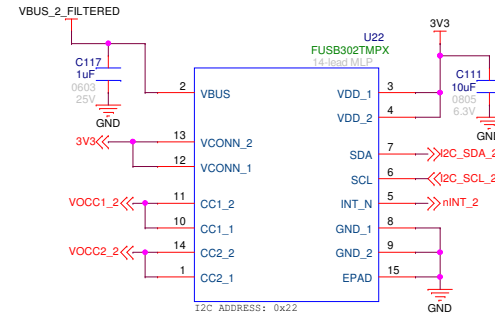 VBUS_2_FILTERED
C117
1uF
0603
25V
GND
U22
FUSB302TMPX
14-lead MLP
3V3
C111
10uF
0805
6.3V
GND
2 VBUS
VDD_1 3
VDD_2 4
3V3 13 VCONN_2
12 VCONN_1
SDA 7 I2C_SDA_2
SCL 6 I2C_SCL_2
INT_N 5 nINT_2
VOCC1_2 11 CC1_2
10 CC1_1
GND_1 8
VOCC2_2 14 CC2_2
GND_2 9
1 CC2_1
EPAD 15
GND
I2C ADDRESS: 0x22